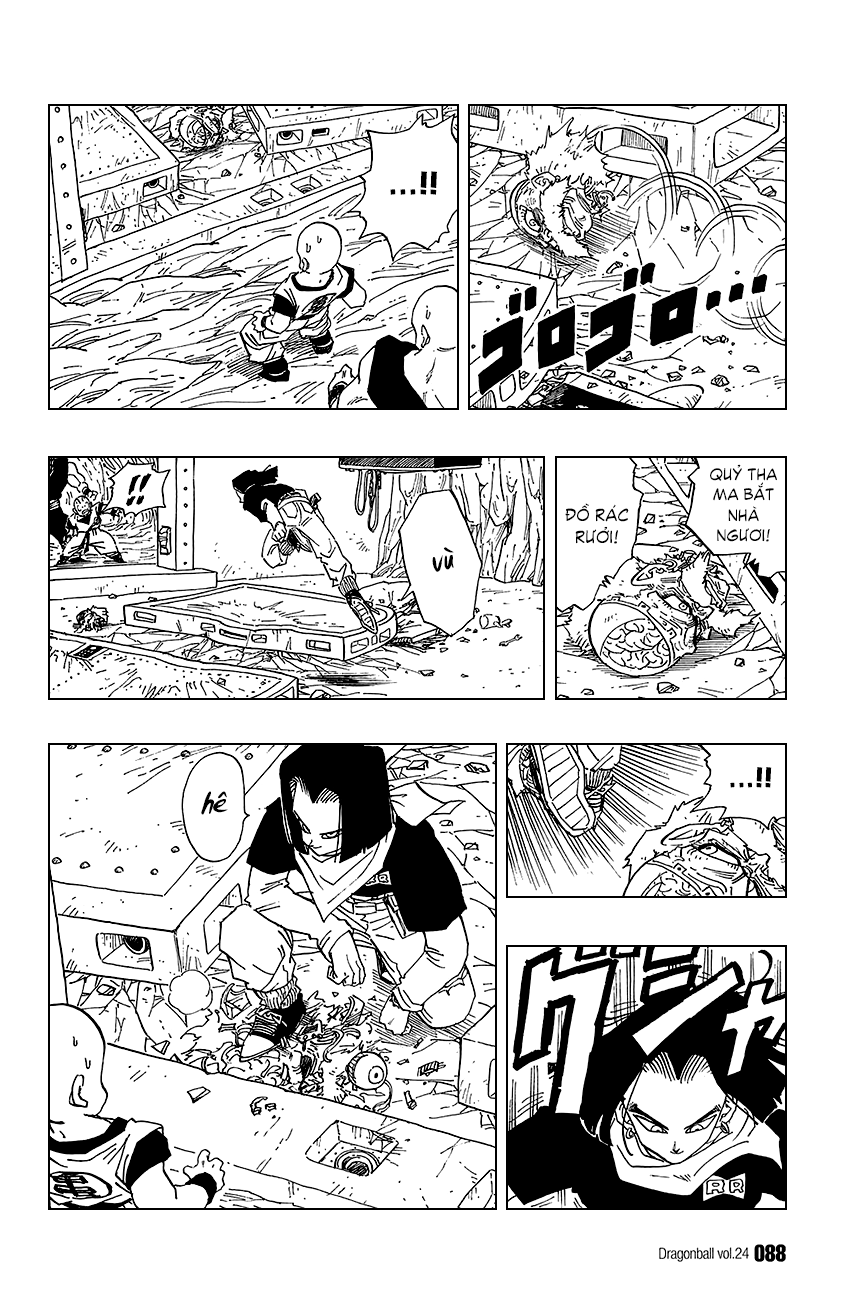 ゴロゴロ...
...!!
QUỶ THA
MA BẮT
NHÀ
NGƯƠI!
ĐỒ RÁC
RƯỞI!
VÙ
!!
...!!
グシャ
RR
hê
RR
Dragonball vol.24 088